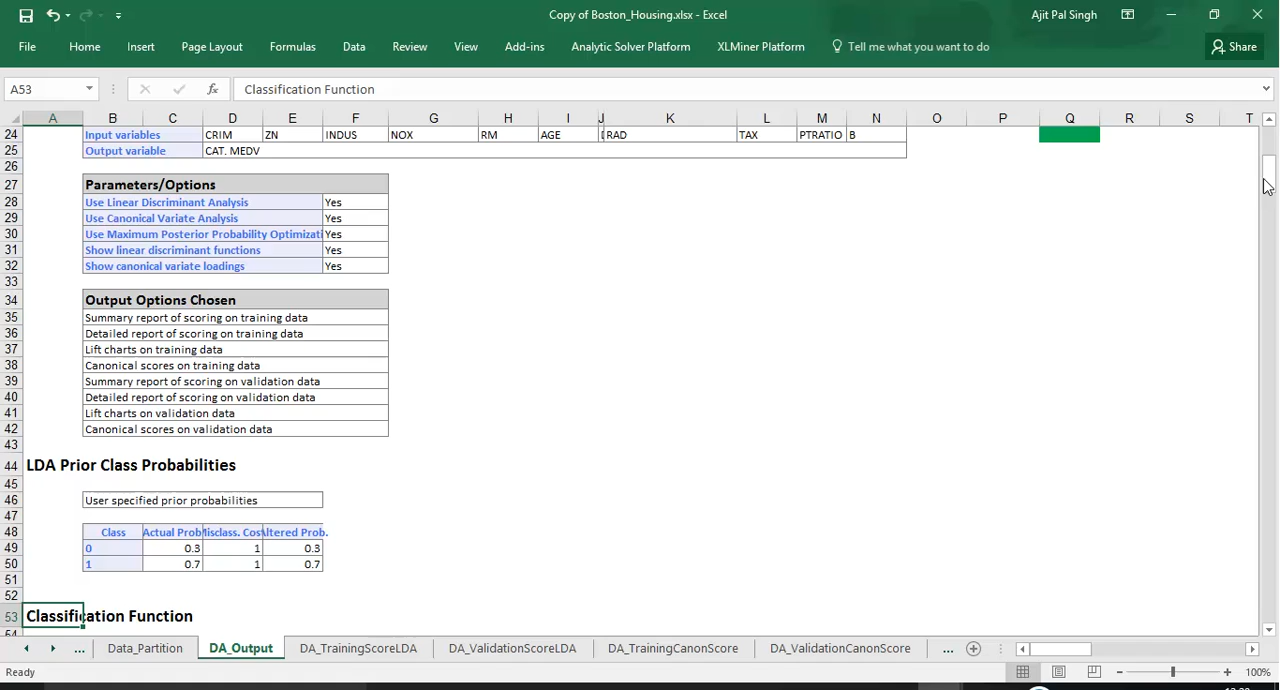 Copy of Boston_Housing.xlsx - Excel
Ajit Pal Singh
File Home Insert Page Layout Formulas Data Review View Add-ins Analytic Solver Platform XLMiner Platform Tell me what you want to do Share
A53 fx Classification Function
A B C D E F G H I J K L M N O P Q R S T
24 Input variables CRIM ZN INDUS NOX RM AGE RAD TAX PTRATIO B
25 Output variable CAT. MEDV
26
27 Parameters/Options
28 Use Linear Discriminant Analysis Yes
29 Use Canonical Variate Analysis Yes
30 Use Maximum Posterior Probability Optimizati Yes
31 Show linear discriminant functions Yes
32 Show canonical variate loadings Yes
33
34 Output Options Chosen
35 Summary report of scoring on training data
36 Detailed report of scoring on training data
37 Lift charts on training data
38 Canonical scores on training data
39 Summary report of scoring on validation data
40 Detailed report of scoring on validation data
41 Lift charts on validation data
42 Canonical scores on validation data
43
44 LDA Prior Class Probabilities
45
46 User specified prior probabilities
47
48 Class Actual Prob Misclass. Cos Altered Prob.
49 0 0.3 1 0.3
50 1 0.7 1 0.7
51
52
53 Classification Function
54
... Data_Partition DA_Output DA_TrainingScoreLDA DA_ValidationScoreLDA DA_TrainingCanonScore DA_ValidationCanonScore ...
Ready 100%